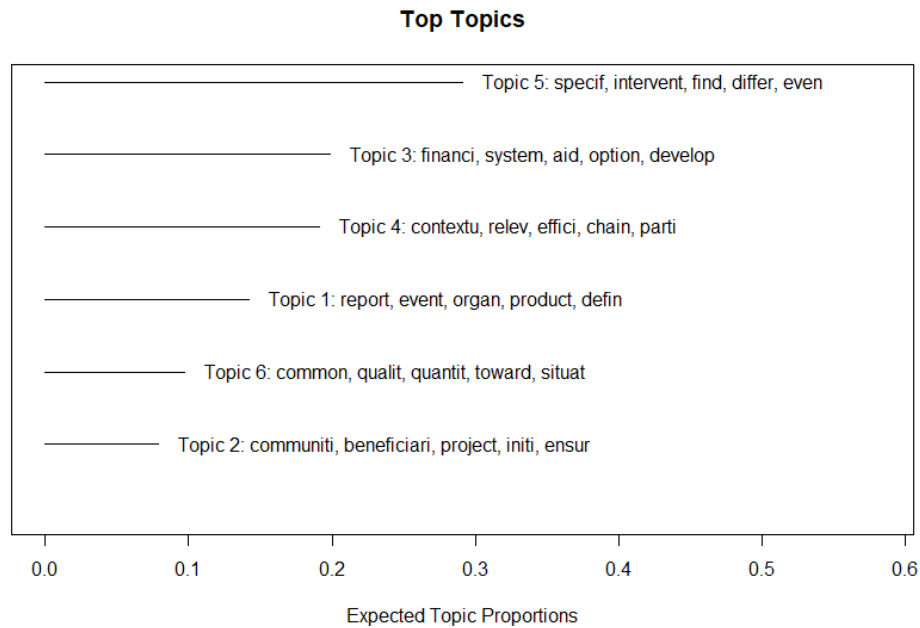 Top Topics
Topic 5: specif, intervent, find, differ, even
Topic 3: financi, system, aid, option, develop
Topic 4: contextu, relev, effici, chain, parti
Topic 1: report, event, organ, product, defin
Topic 6: common, qualit, quantit, toward, situat
Topic 2: communiti, beneficiari, project, initi, ensur
0.0 0.1 0.2 0.3 0.4 0.5 0.6
Expected Topic Proportions